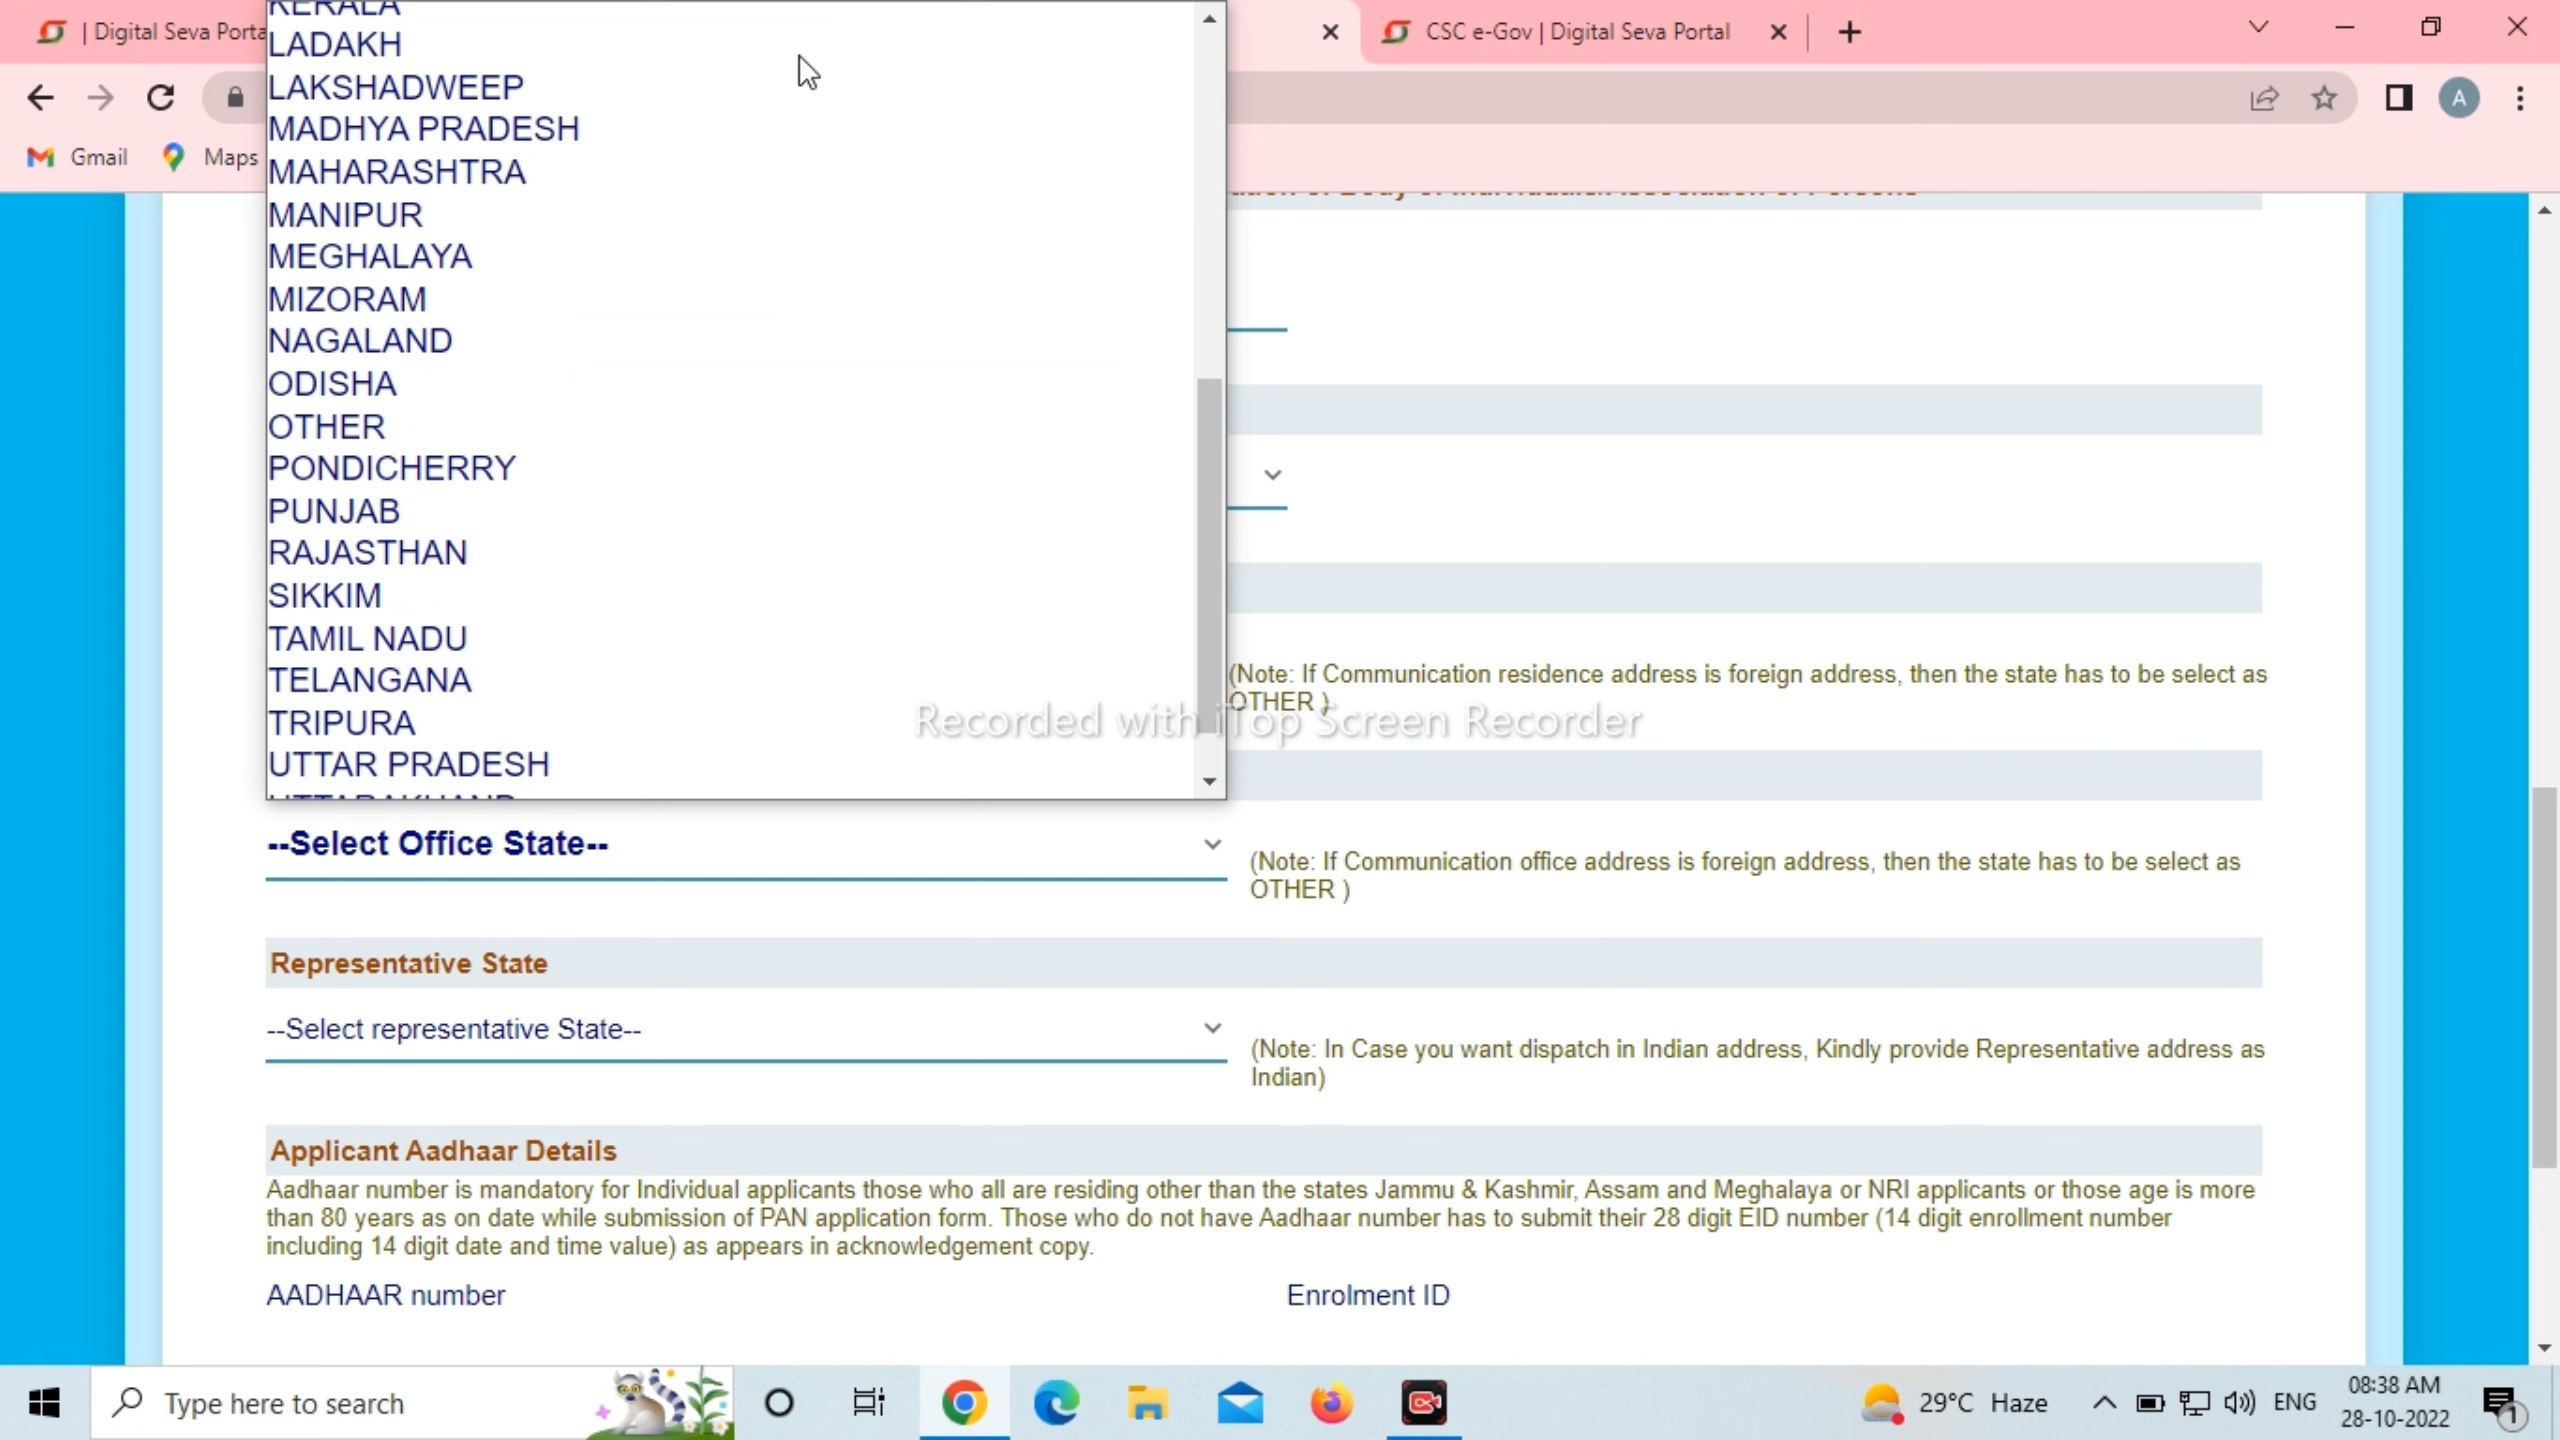 | Digital Seva Porta
CSC e-Gov | Digital Seva Portal
A
Gmail
Maps
KERALA
LADAKH
LAKSHADWEEP
MADHYA PRADESH
MAHARASHTRA
MANIPUR
MEGHALAYA
MIZORAM
NAGALAND
ODISHA
OTHER
PONDICHERRY
PUNJAB
RAJASTHAN
SIKKIM
TAMIL NADU
TELANGANA
TRIPURA
UTTAR PRADESH
UTTARAKHAND
(Note: If Communication residence address is foreign address, then the state has to be select as
OTHER )
Recorded with iTop Screen Recorder
--Select Office State--
(Note: If Communication office address is foreign address, then the state has to be select as
OTHER )
Representative State
--Select representative State--
(Note: In Case you want dispatch in Indian address, Kindly provide Representative address as
Indian)
Applicant Aadhaar Details
Aadhaar number is mandatory for Individual applicants those who all are residing other than the states Jammu & Kashmir, Assam and Meghalaya or NRI applicants or those age is more
than 80 years as on date while submission of PAN application form. Those who do not have Aadhaar number has to submit their 28 digit EID number (14 digit enrollment number
including 14 digit date and time value) as appears in acknowledgement copy.
AADHAAR number
Enrolment ID
Type here to search
29°C Haze
ENG
08:38 AM
28-10-2022
1